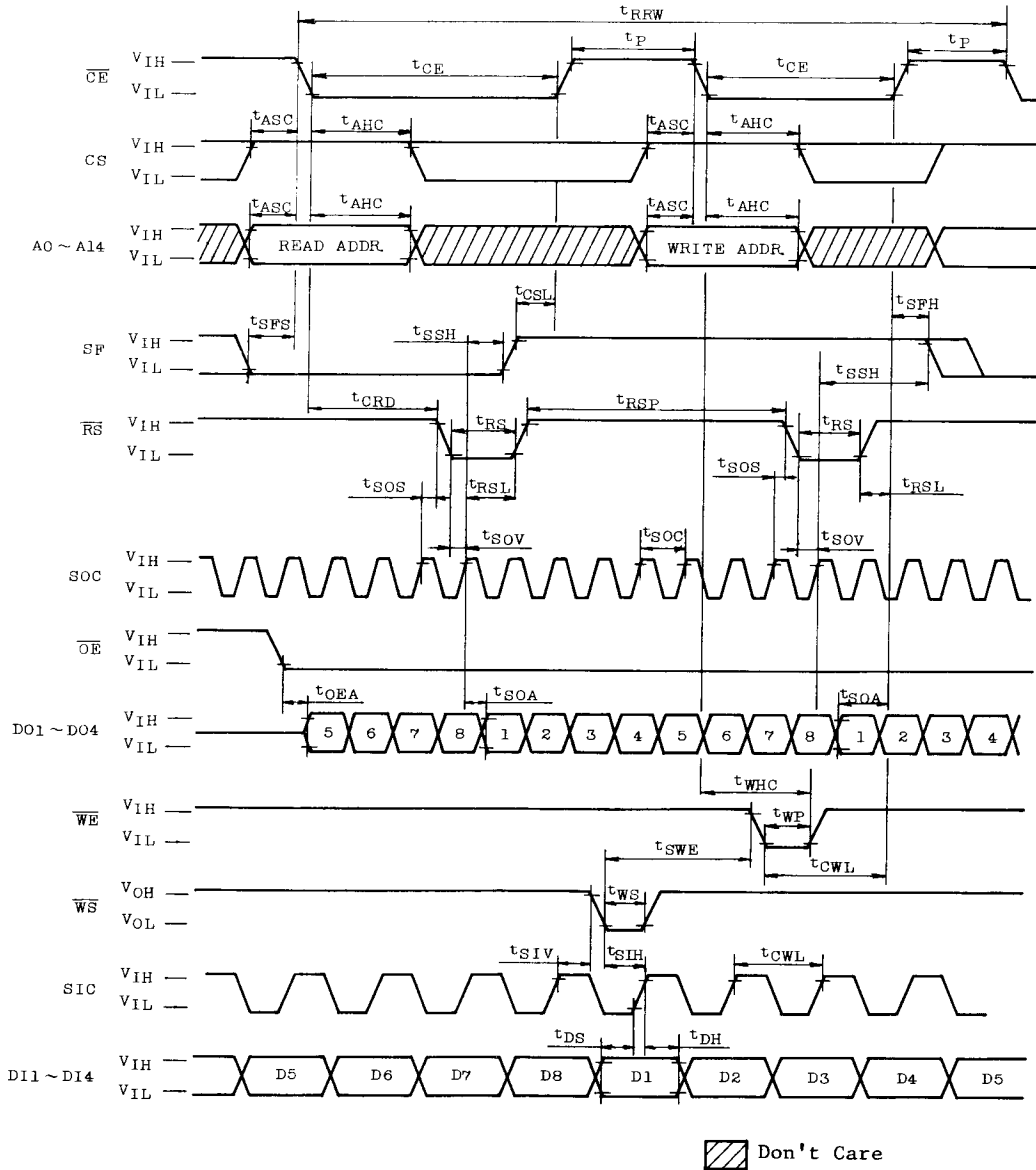 tRRW
tP tP
VIH
CE tCE tCE
VIL
tASC tAHC tASC tAHC
VIH
CS
VIL
tASC tAHC tASC tAHC
VIH
A0~A14 READ ADDR. WRITE ADDR.
VIL
tCSL tSFH
tSFS tSSH
VIH
SF
VIL
tSSH
tCRD tRSP
VIH
RS tRS tRS
VIL
tSOS tRSL tSOS tRSL
tSOV tSOC tSOV
VIH
SOC
VIL
VIH
OE
VIL
tOEA tSOA tSOA
VIH
DO1~DO4 5 6 7 8 1 2 3 4 5 6 7 8 1 2 3 4
VIL
tWHC
VIH
WE tWP
VIL
tSWE tCWL
VOH
WS tWS
VOL
tSIV tSIH tCWL
VIH
SIC
VIL
tDS tDH
VIH
DI1~DI4 D5 D6 D7 D8 D1 D2 D3 D4 D5
VIL
Don't Care